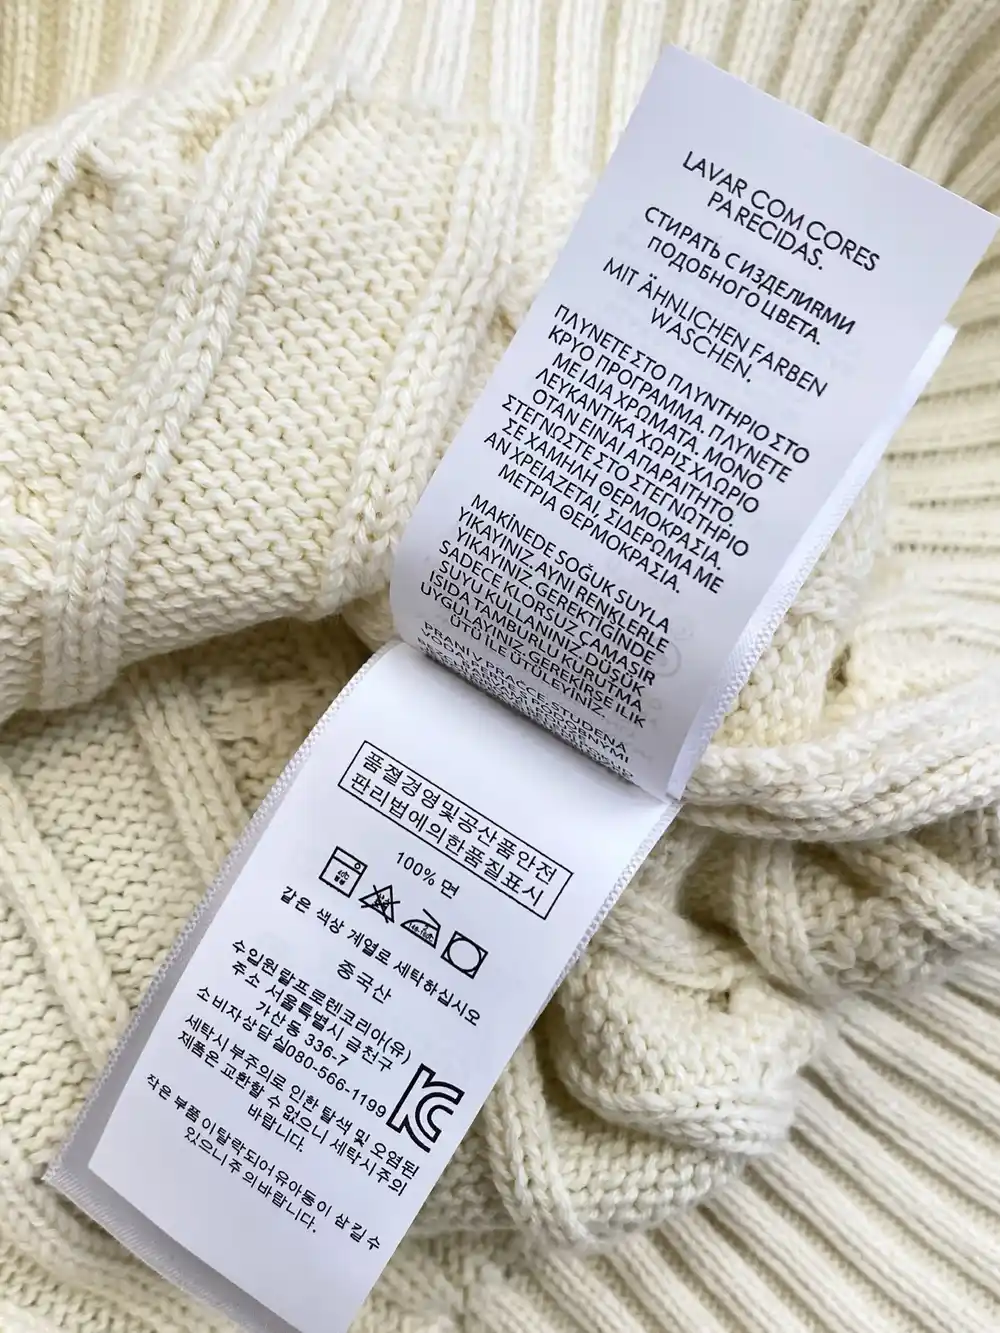 LAVAR COM CORES
PARECIDAS.
СТИРАТЬ С ИЗДЕЛИЯМИ
ПОДОБНОГО ЦВЕТА.
MIT ÄHNLICHEN FARBEN
WASCHEN.
ΠΛΥΝΕΤΕ ΣΤΟ ΠΛΥΝΤΗΡΙΟ ΣΤΟ
ΚΡΥΟ ΠΡΟΓΡΑΜΜΑ. ΠΛΥΝΕΤΕ
ΜΕ ΙΔΙΑ ΧΡΩΜΑΤΑ. ΜΟΝΟ
ΛΕΥΚΑΝΤΙΚΑ ΧΩΡΙΣ ΧΛΩΡΙΟ
ΟΤΑΝ ΕΙΝΑΙ ΑΠΑΡΑΙΤΗΤΟ.
ΣΤΕΓΝΩΣΤΕ ΣΤΟ ΣΤΕΓΝΩΤΗΡΙΟ
ΣΕ ΧΑΜΗΛΗ ΘΕΡΜΟΚΡΑΣΙΑ.
ΑΝ ΧΡΕΙΑΖΕΤΑΙ, ΣΙΔΕΡΩΜΑ ΜΕ
ΜΕΤΡΙΑ ΘΕΡΜΟΚΡΑΣΙΑ.
MAKİNEDE SOĞUK SUYLA
YIKAYINIZ. AYNI RENKLERLE
YIKAYINIZ. GEREKTİĞİNDE
SADECE KLORSUZ ÇAMAŞIR
SUYU KULLANINIZ. DÜŞÜK
ISIDA TAMBURLU KURUTMA
UYGULAYINIZ. GEREKİRSE ILIK
ÜTÜ İLE ÜTÜLEYİNİZ.
PRANÍ V PRAČCE, STUDENÁ
품질경영및공산품안전
관리법에의한품질표시
100% 면
같은 색상 계열로 세탁하십시오
중국산
수입원 랄프로렌코리아(유)
주소 서울특별시 금천구
가산동 336-7
소비자상담실080-566-1199
세탁시 부주의로 인한 탈색 및 오염된
제품은 교환할 수 없으니 세탁시주의
바랍니다.
작은 부품이탈락되어유아동이 삼킬수
있으니주의바랍니다.